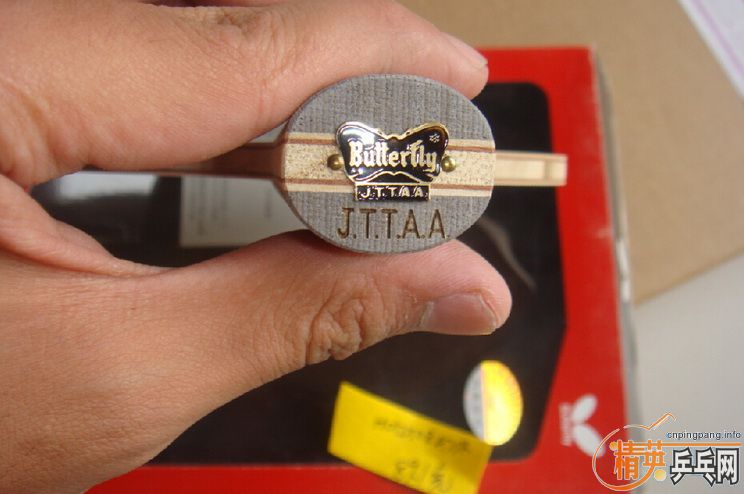 Butterfly
J.T.T.A.A
J.T.T.A.A
cnpingpang.info
精英乒乓网